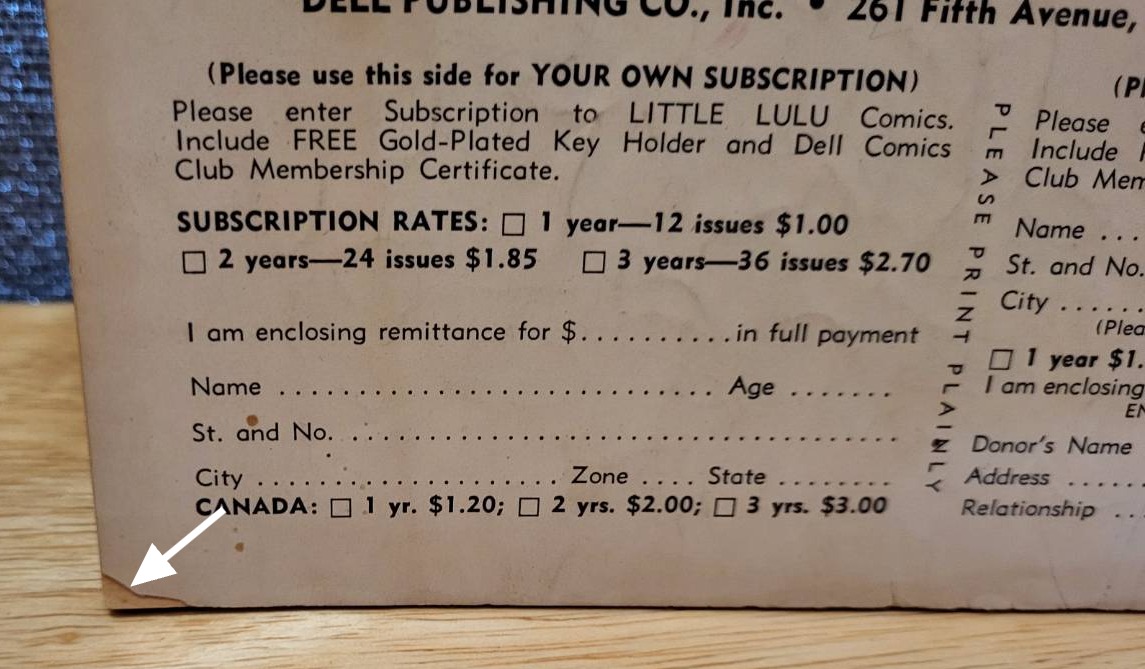 DELL PUBLISHING CO., Inc. • 261 Fifth Avenue,
(Please use this side for YOUR OWN SUBSCRIPTION)
Please enter Subscription to LITTLE LULU Comics.
Include FREE Gold-Plated Key Holder and Dell Comics
Club Membership Certificate.
SUBSCRIPTION RATES: □ 1 year—12 issues $1.00
□ 2 years—24 issues $1.85 □ 3 years—36 issues $2.70
I am enclosing remittance for $..........in full payment
Name ................................. Age .......
St. and No. .........................................
City ...................... Zone .... State ........
CANADA: □ 1 yr. $1.20; □ 2 yrs. $2.00; □ 3 yrs. $3.00
PLEASE PRINT PLAINLY
Please
Include
Club
Name ...
St. and No.
City ......
□ 1 year $1.
I am enclosing
Donor's Name
Address ......
Relationship ..